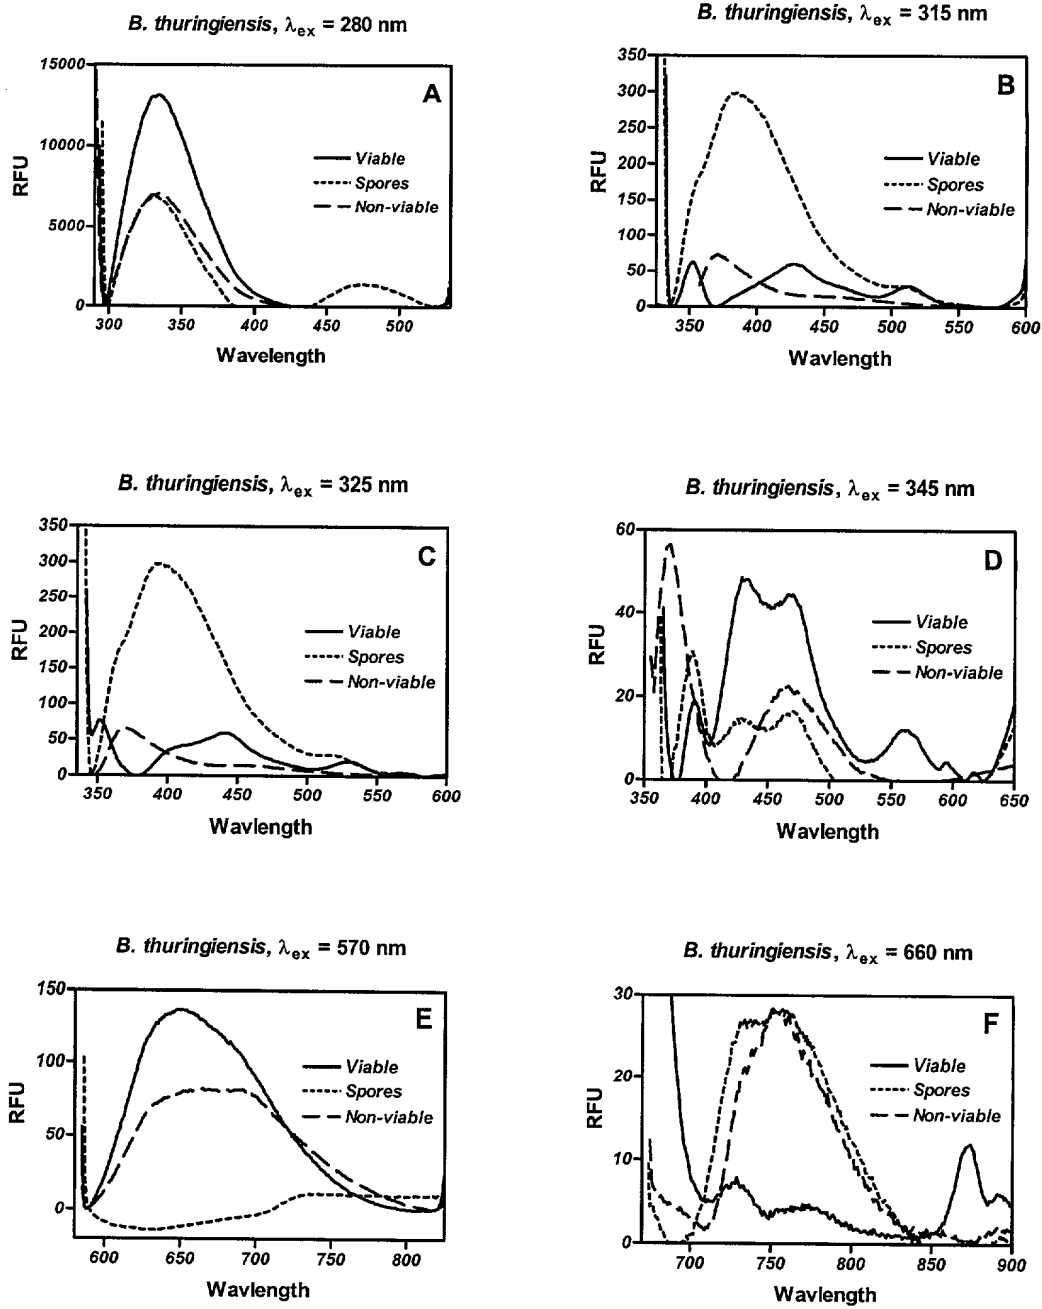 B. thuringiensis, λex = 280 nm
15000
10000
5000
0
RFU
A
Viable
Spores
Non-viable
300 350 400 450 500
Wavelength
B. thuringiensis, λex = 315 nm
350
300
250
200
150
100
50
0
RFU
B
Viable
Spores
Non-viable
350 400 450 500 550 600
Wavlength
B. thuringiensis, λex = 325 nm
350
300
250
200
150
100
50
0
RFU
C
Viable
Spores
Non-viable
350 400 450 500 550 600
Wavlength
B. thuringiensis, λex = 345 nm
60
40
20
0
RFU
D
Viable
Spores
Non-viable
350 400 450 500 550 600 650
Wavlength
B. thuringiensis, λex = 570 nm
150
100
50
0
RFU
E
Viable
Spores
Non-viable
600 650 700 750 800
Wavlength
B. thuringiensis, λex = 660 nm
30
20
10
0
RFU
F
Viable
Spores
Non-viable
700 750 800 850 900
Wavlength